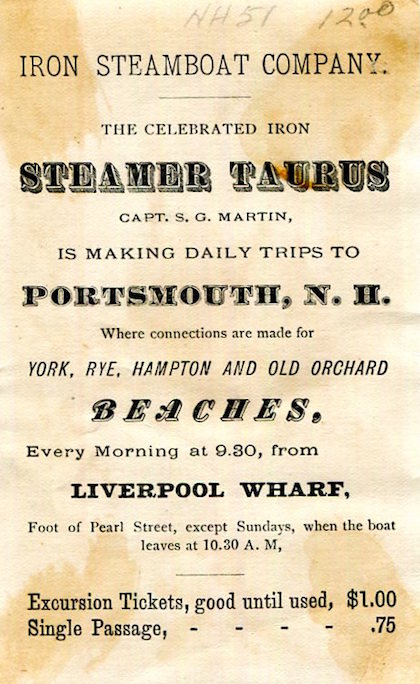 NH51 1200
IRON STEAMBOAT COMPANY.
THE CELEBRATED IRON
STEAMER TAURUS
CAPT. S. G. MARTIN,
IS MAKING DAILY TRIPS TO
PORTSMOUTH, N. H.
Where connections are made for
YORK, RYE, HAMPTON AND OLD ORCHARD
BEACHES,
Every Morning at 9.30, from
LIVERPOOL WHARF,
Foot of Pearl Street, except Sundays, when the boat
leaves at 10.30 A. M,
Excursion Tickets, good until used, $1.00
Single Passage, - - - - .75